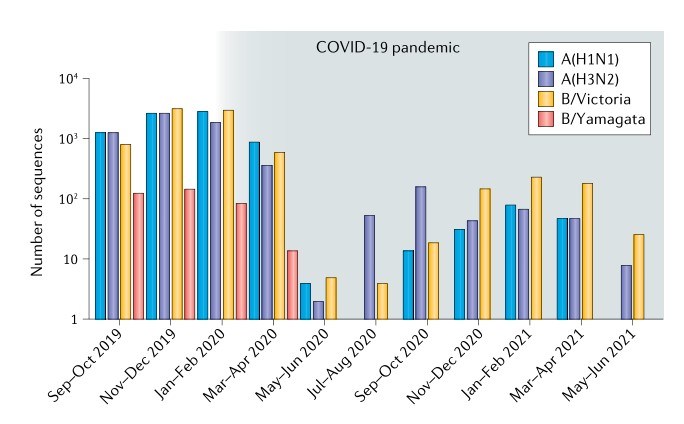 COVID-19 pandemic
A(H1N1)
A(H3N2)
B/Victoria
B/Yamagata
Number of sequences
10⁴
10³
10²
10
1
Sep–Oct 2019
Nov–Dec 2019
Jan–Feb 2020
Mar–Apr 2020
May–Jun 2020
Jul–Aug 2020
Sep–Oct 2020
Nov–Dec 2020
Jan–Feb 2021
Mar–Apr 2021
May–Jun 2021